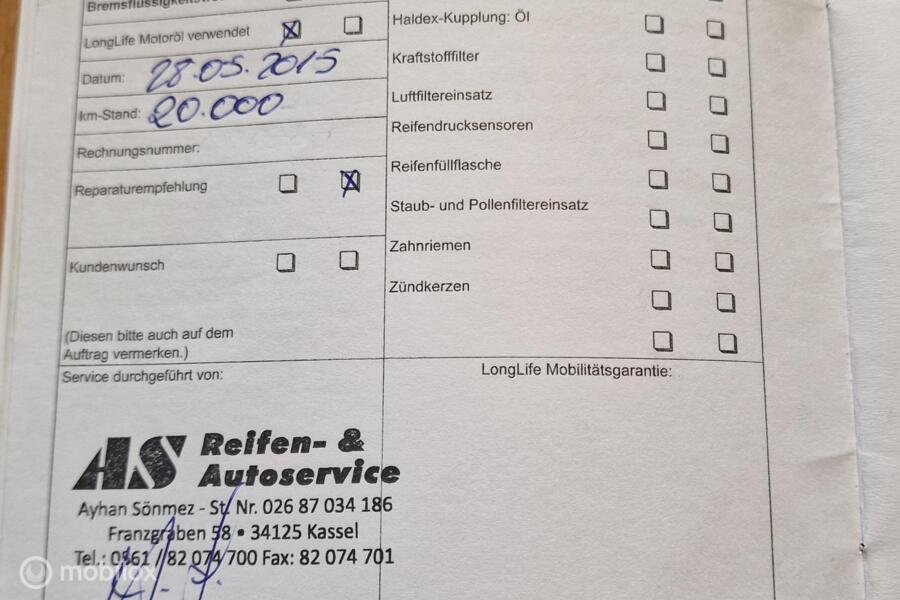 LongLife Motoröl verwendet
Datum: 28.05.2015
km-Stand: 20.000
Rechnungsnummer:
Reparaturempfehlung
Kundenwunsch
(Diesen bitte auch auf dem
Auftrag vermerken.)
Haldex-Kupplung: Öl
Kraftstofffilter
Luftfiltereinsatz
Reifendrucksensoren
Reifenfüllflasche
Staub- und Pollenfiltereinsatz
Zahnriemen
Zündkerzen
Service durchgeführt von:
LongLife Mobilitätsgarantie:
AS Reifen- &
Autoservice
Ayhan Sönmez - St. Nr. 026 87 034 186
Franzgraben 58 • 34125 Kassel
Tel.: 0561 / 82 074 700 Fax: 82 074 701
mobilox